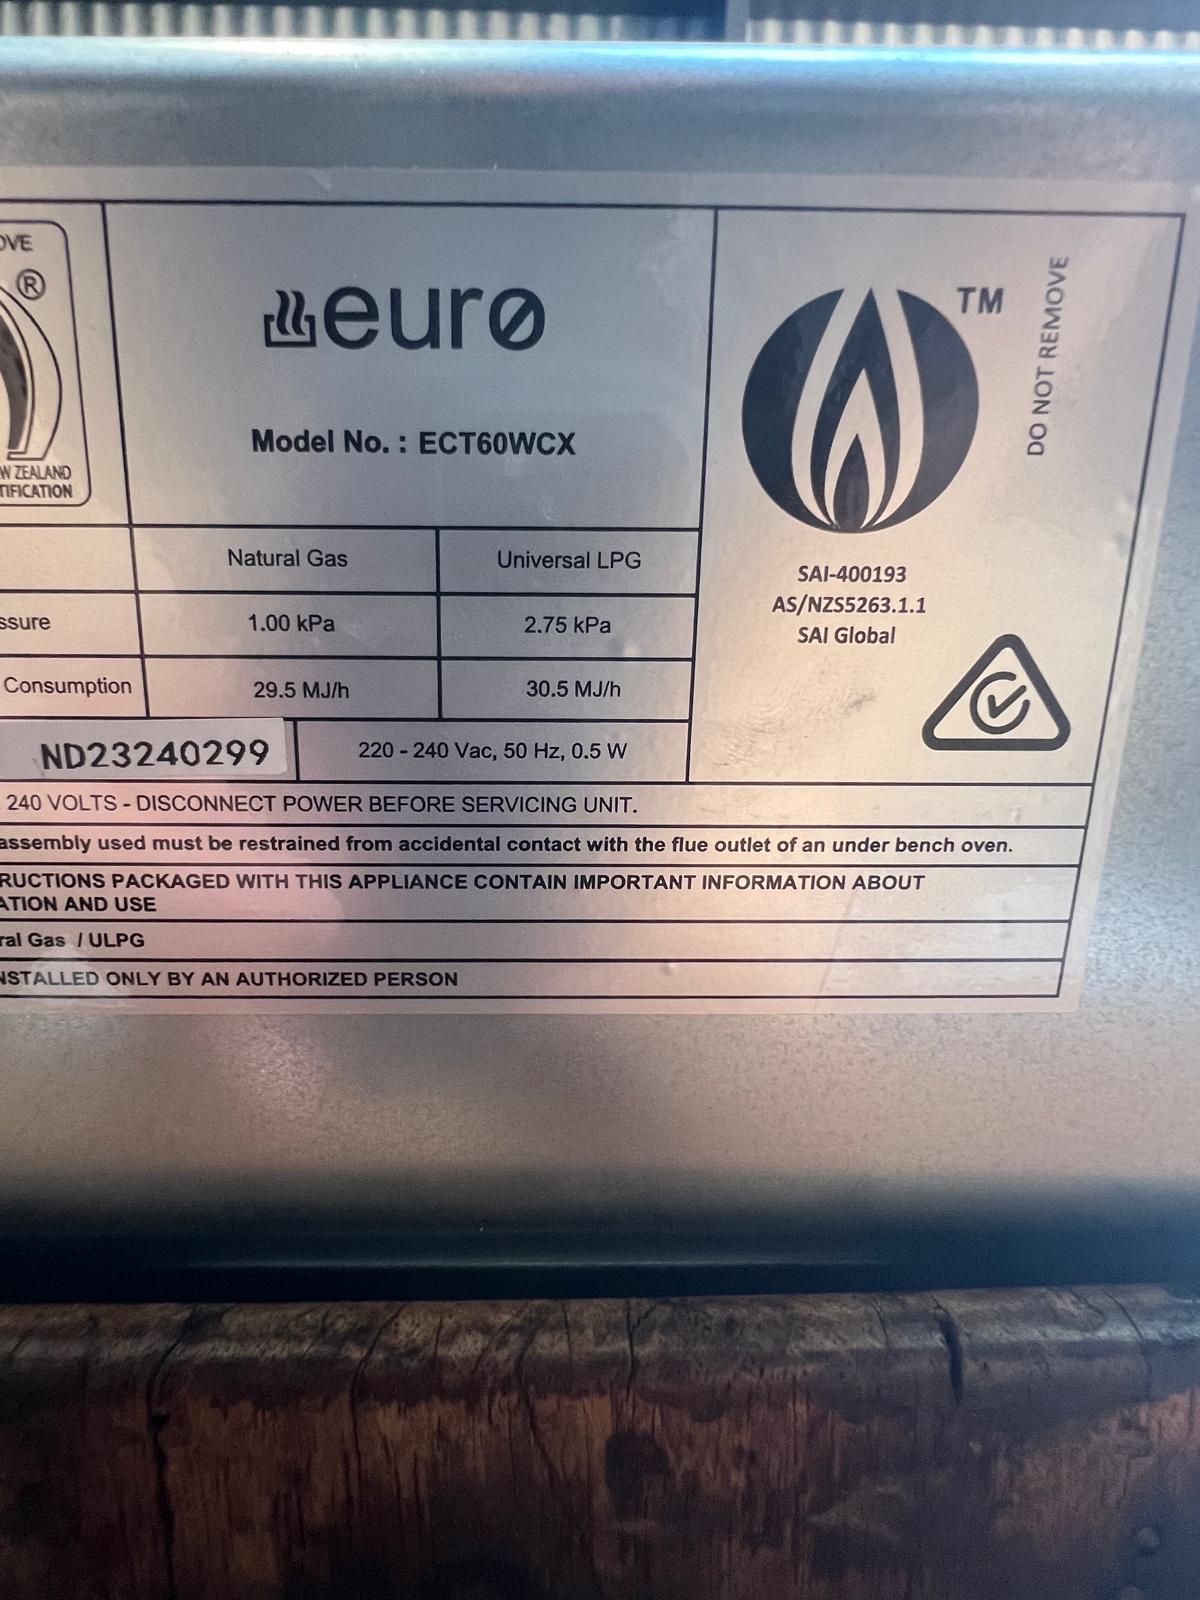 ®
eurø
Model No. : ECT60WCX
TM
DO NOT REMOVE
Natural Gas Universal LPG
1.00 kPa 2.75 kPa
Consumption 29.5 MJ/h 30.5 MJ/h
SAI-400193
AS/NZS5263.1.1
SAI Global
ND23240299 220 - 240 Vac, 50 Hz, 0.5 W
240 VOLTS - DISCONNECT POWER BEFORE SERVICING UNIT.
assembly used must be restrained from accidental contact with the flue outlet of an under bench oven.
RUCTIONS PACKAGED WITH THIS APPLIANCE CONTAIN IMPORTANT INFORMATION ABOUT
ATION AND USE
ral Gas / ULPG
NSTALLED ONLY BY AN AUTHORIZED PERSON
OVE
W ZEALAND
TIFICATION
ssure